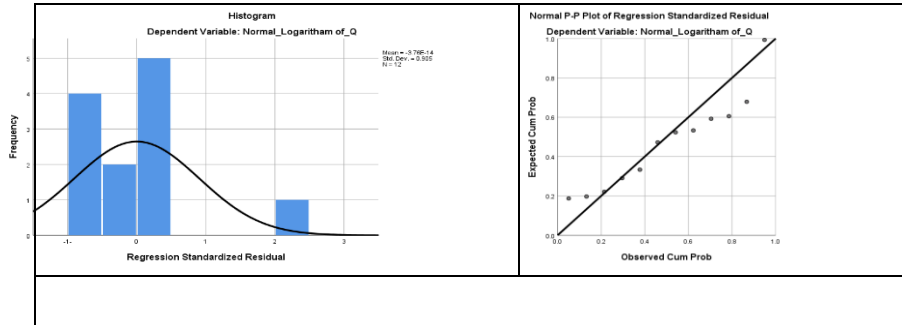 Histogram
Dependent Variable: Normal_Logaritham of_Q
Mean = -3.76E-14
Std. Dev. = 0.905
N = 12
Frequency
5
4
3
2
1
0
-1
0
1
2
3
Regression Standardized Residual
Normal P-P Plot of Regression Standardized Residual
Dependent Variable: Normal_Logaritham of_Q
Expected Cum Prob
1.0
0.8
0.6
0.4
0.2
0.0
0.0
0.2
0.4
0.6
0.8
1.0
Observed Cum Prob